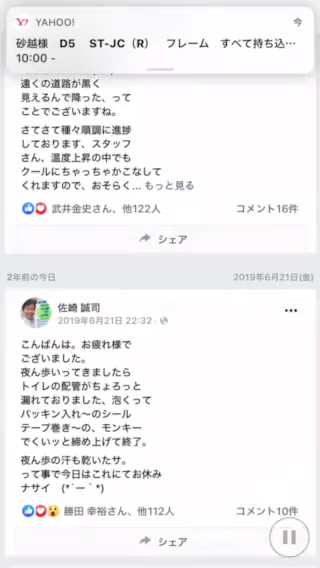 YAHOO!
今
砂越様 D5 ST-JC（R） フレーム すべて持ち込…
10:00 -
遠くの道路が黒く
見えるんで降った、って
ことでございますね。
さてさて種々順調に進捗
しております、スタッフ
さん、温度上昇の中でも
クールにちゃっちゃかこなして
くれますので、おそらく… もっと見る
武井金史さん、他122人
コメント16件
シェア
2年前の今日
2019年6月21日(金)
佐崎 誠司
2019年6月21日 22:32
こんばんは。お疲れ様で
ございました。
夜ん歩いってきましたら
トイレの配管がちょろっと
漏れておりました、泡くって
パッキン入れ〜のシール
テープ巻き〜の、モンキー
でくいッと締め上げて終了。
夜ん歩の汗も乾いたサ。
って事で今日はこれにてお休み
ナサイ (*´ー｀*)
勝田 幸裕さん、他112人
コメント10件
シェア